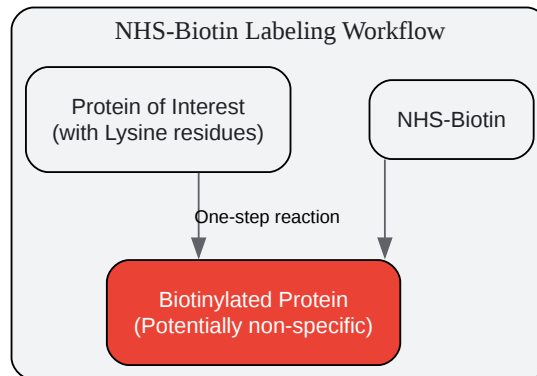 NHS-Biotin Labeling Workflow
Protein of Interest
(with Lysine residues)
NHS-Biotin
One-step reaction
Biotinylated Protein
(Potentially non-specific)